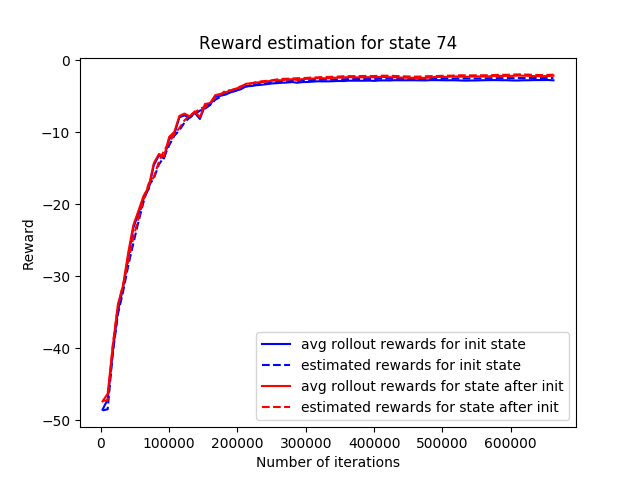 Reward estimation for state 74
Reward
0
−10
−20
−30
−40
−50
avg rollout rewards for init state
estimated rewards for init state
avg rollout rewards for state after init
estimated rewards for state after init
0 100000 200000 300000 400000 500000 600000
Number of iterations